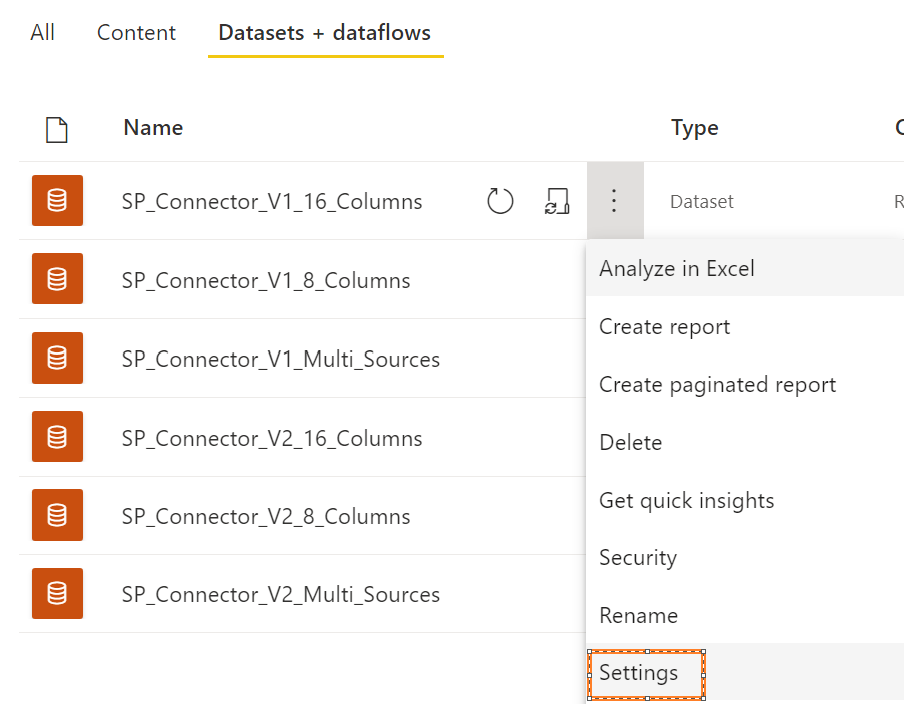 All Content Datasets + dataflows
Name Type C
SP_Connector_V1_16_Columns Dataset R
SP_Connector_V1_8_Columns
Analyze in Excel
SP_Connector_V1_Multi_Sources
Create report
SP_Connector_V2_16_Columns
Create paginated report
SP_Connector_V2_8_Columns
Delete
SP_Connector_V2_Multi_Sources
Get quick insights
Security
Rename
Settings